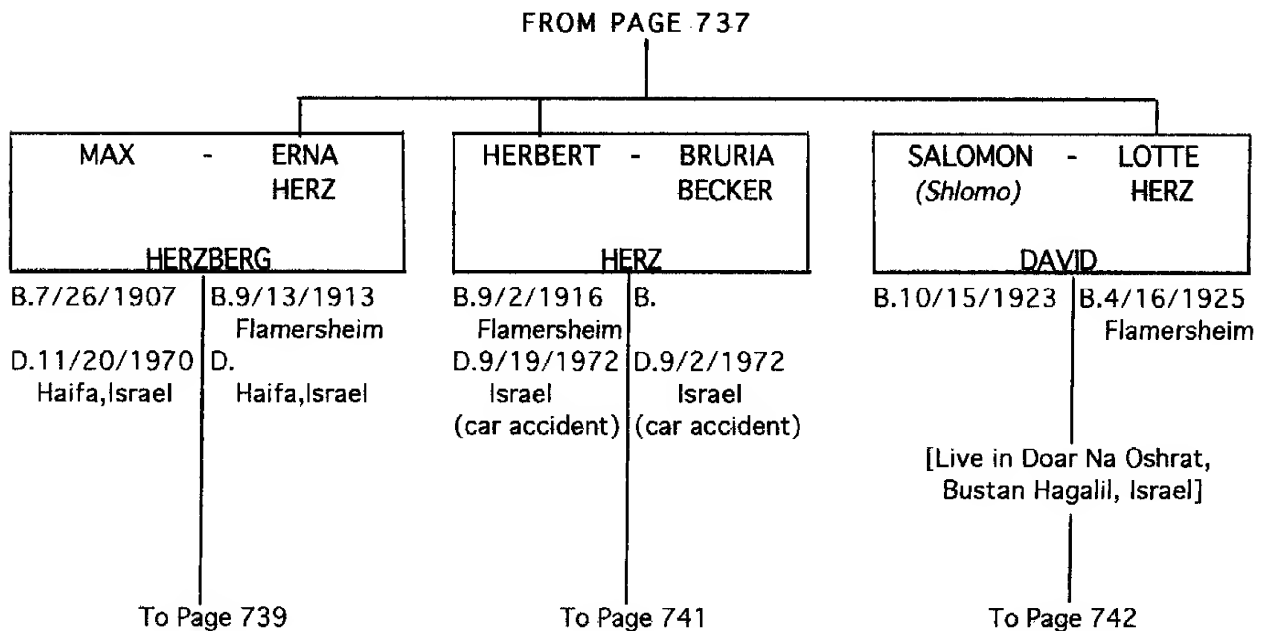 FROM PAGE 737
MAX - ERNA
HERZ
HERZBERG
B.7/26/1907 B.9/13/1913
Flamersheim
D.11/20/1970 D.
Haifa,Israel Haifa,Israel
To Page 739
HERBERT - BRURIA
BECKER
HERZ
B.9/2/1916 B.
Flamersheim
D.9/19/1972 D.9/2/1972
Israel Israel
(car accident) (car accident)
To Page 741
SALOMON - LOTTE
(Shlomo) HERZ
DAVID
B.10/15/1923 B.4/16/1925
Flamersheim
[Live in Doar Na Oshrat,
Bustan Hagalil, Israel]
To Page 742